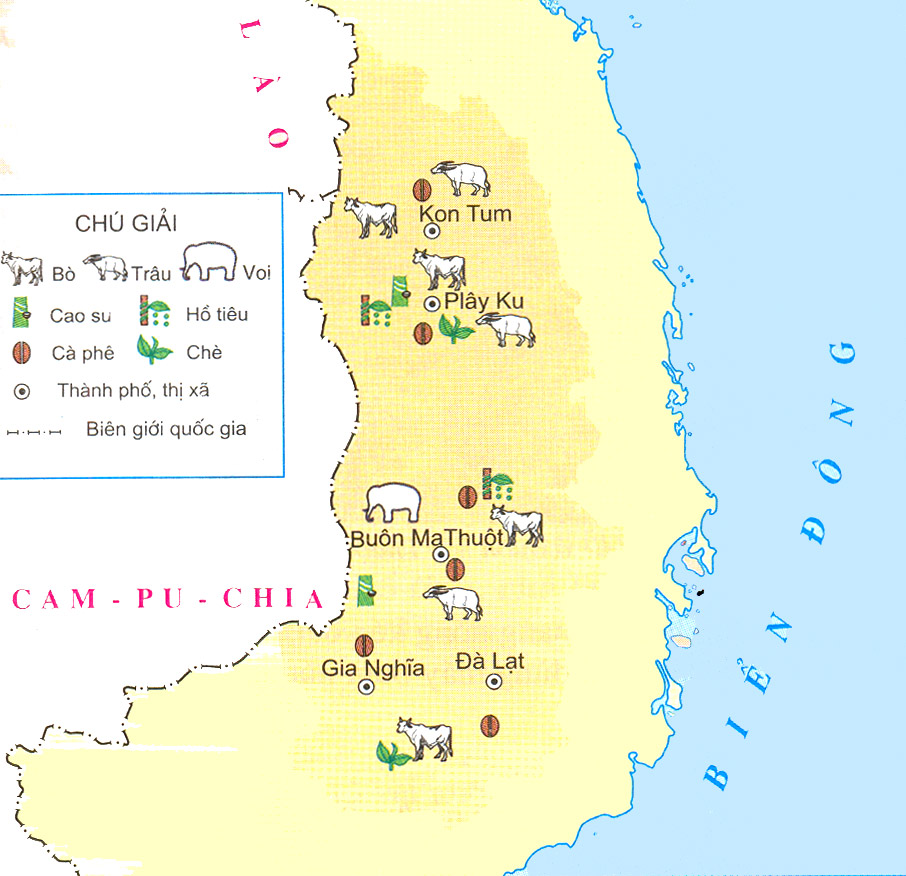 LÀO
CHÚ GIẢI
Bò Trâu Voi
Cao su Hồ tiêu
Cà phê Chè
Thành phố, thị xã
Biên giới quốc gia
Kon Tum
Plây Ku
Buôn Ma Thuột
CAM - PU - CHIA
Gia Nghĩa
Đà Lạt
BIỂN ĐÔNG